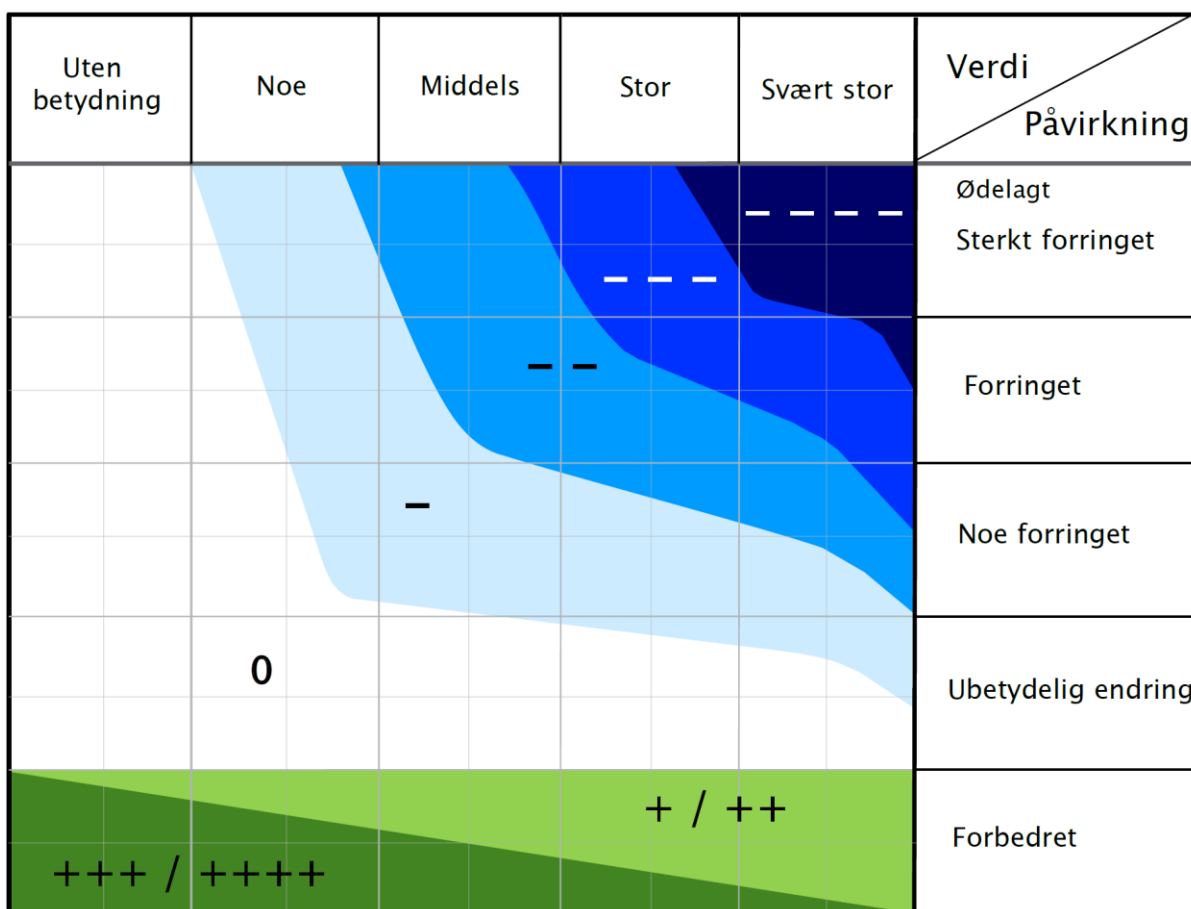 Uten
betydning
Noe
Middels
Stor
Svært stor
Verdi
Påvirkning
Ødelagt
Sterkt forringet
– – – –
– – –
– –
Forringet
–
Noe forringet
0
Ubetydelig endring
+ / ++
Forbedret
+++ / ++++